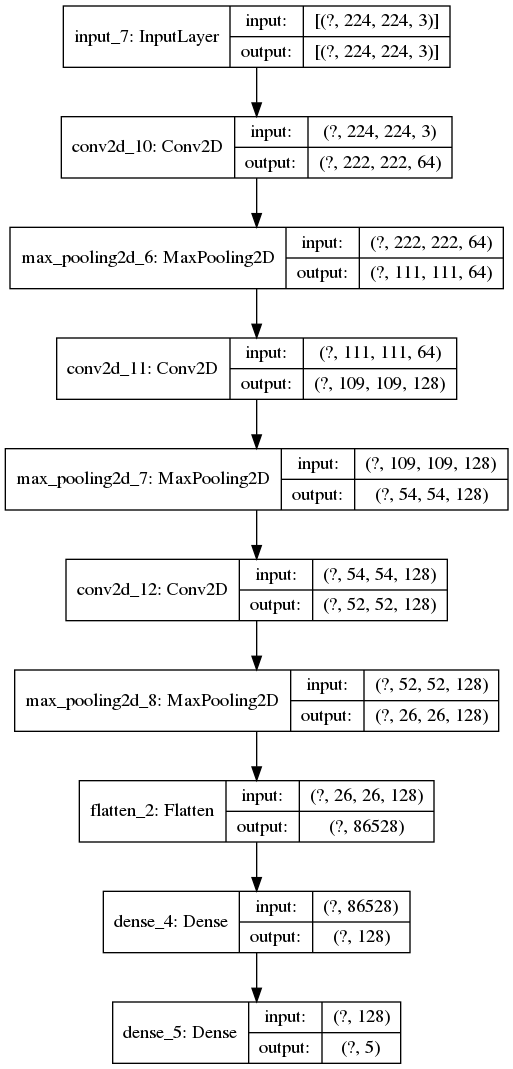 input_7: InputLayer
input: [(?, 224, 224, 3)]
output: [(?, 224, 224, 3)]
conv2d_10: Conv2D
input: (?, 224, 224, 3)
output: (?, 222, 222, 64)
max_pooling2d_6: MaxPooling2D
input: (?, 222, 222, 64)
output: (?, 111, 111, 64)
conv2d_11: Conv2D
input: (?, 111, 111, 64)
output: (?, 109, 109, 128)
max_pooling2d_7: MaxPooling2D
input: (?, 109, 109, 128)
output: (?, 54, 54, 128)
conv2d_12: Conv2D
input: (?, 54, 54, 128)
output: (?, 52, 52, 128)
max_pooling2d_8: MaxPooling2D
input: (?, 52, 52, 128)
output: (?, 26, 26, 128)
flatten_2: Flatten
input: (?, 26, 26, 128)
output: (?, 86528)
dense_4: Dense
input: (?, 86528)
output: (?, 128)
dense_5: Dense
input: (?, 128)
output: (?, 5)